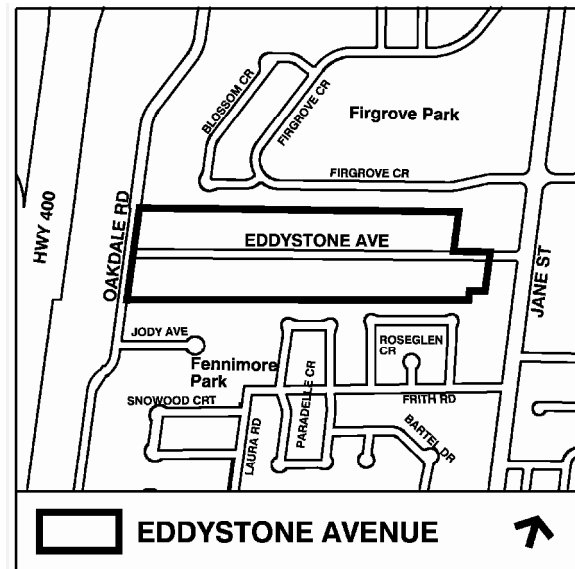 BLOSSOM CR
FIRGROVE CR
Firgrove Park
FIRGROVE CR
HWY 400
OAKDALE RD
EDDYSTONE AVE
JANE ST
JODY AVE
Fennimore
Park
ROSEGLEN
CR
SNOWOOD CRT
LAURA RD
PARADELLE CR
FRITH RD
BARTEL DR
EDDYSTONE AVENUE